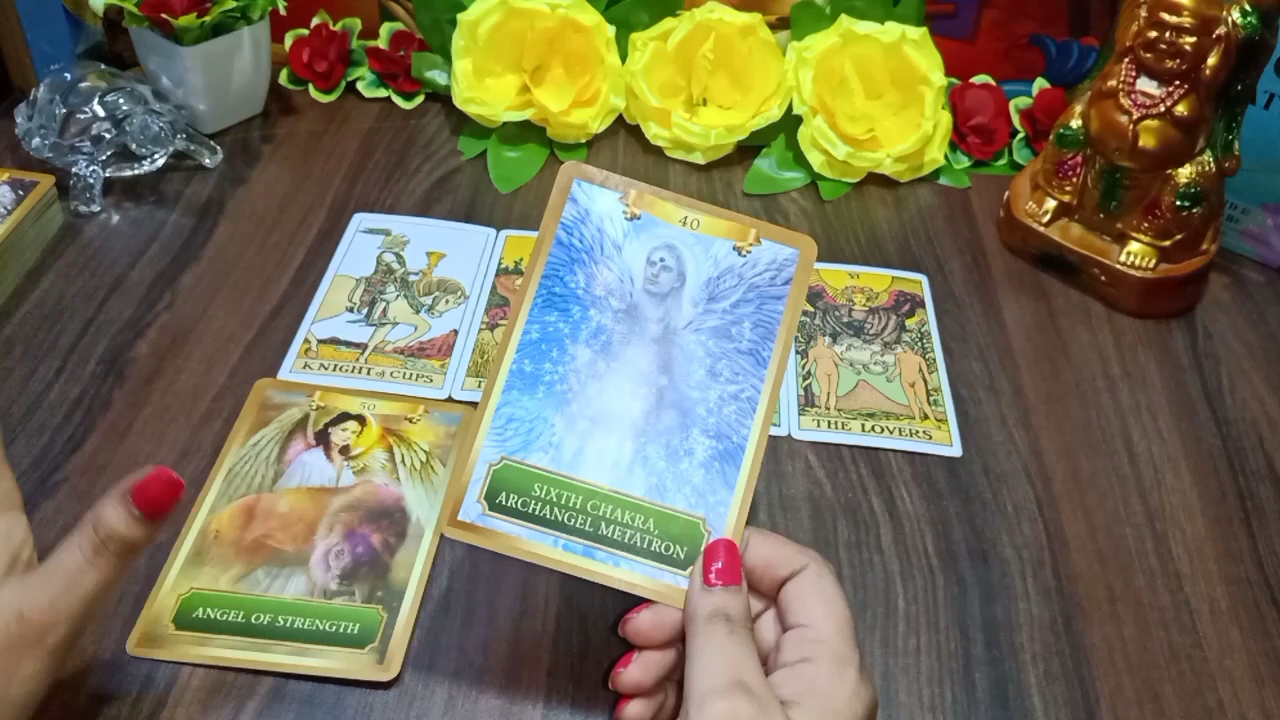 40
SIXTH CHAKRA,
ARCHANGEL METATRON
KNIGHT of CUPS
T
VI
THE LOVERS
50
ANGEL OF STRENGTH